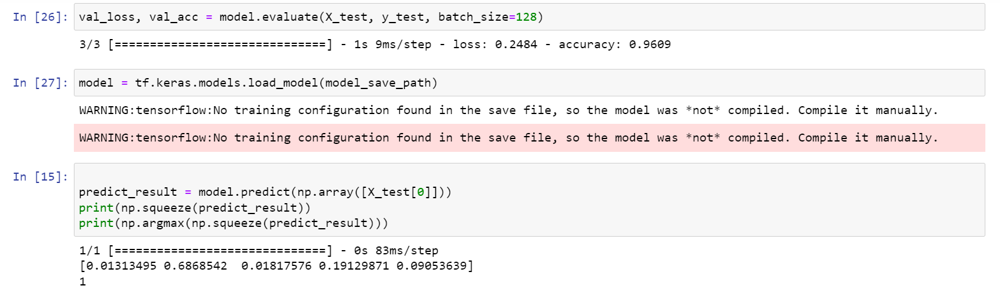 In [26]: val_loss, val_acc = model.evaluate(X_test, y_test, batch_size=128)
3/3 [==============================] - 1s 9ms/step - loss: 0.2484 - accuracy: 0.9609
In [27]: model = tf.keras.models.load_model(model_save_path)
WARNING:tensorflow:No training configuration found in the save file, so the model was *not* compiled. Compile it manually.
WARNING:tensorflow:No training configuration found in the save file, so the model was *not* compiled. Compile it manually.
In [15]:
predict_result = model.predict(np.array([X_test[0]]))
print(np.squeeze(predict_result))
print(np.argmax(np.squeeze(predict_result)))
1/1 [==============================] - 0s 83ms/step
[0.01313495 0.6868542  0.01817576 0.19129871 0.09053639]
1